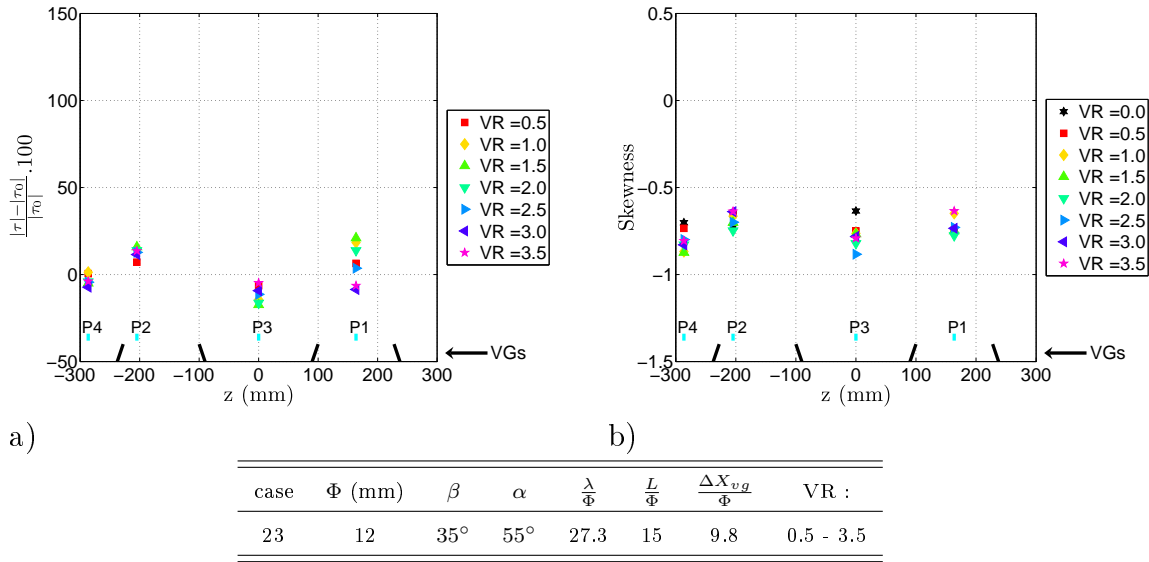 150
100
50
0
−50
−300 −200 −100 0 100 200 300
z (mm)
|τ|−|τ₀| / |τ₀| .100
P4 P2 P3 P1
VGs
VR =0.5
VR =1.0
VR =1.5
VR =2.0
VR =2.5
VR =3.0
VR =3.5
a)
0.5
0
−0.5
−1
−1.5
−300 −200 −100 0 100 200 300
z (mm)
Skewness
P4 P2 P3 P1
VGs
VR =0.0
VR =0.5
VR =1.0
VR =1.5
VR =2.0
VR =2.5
VR =3.0
VR =3.5
b)
case Φ (mm) β α λ/Φ L/Φ ΔX_vg/Φ VR :
23 12 35° 55° 27.3 15 9.8 0.5 - 3.5